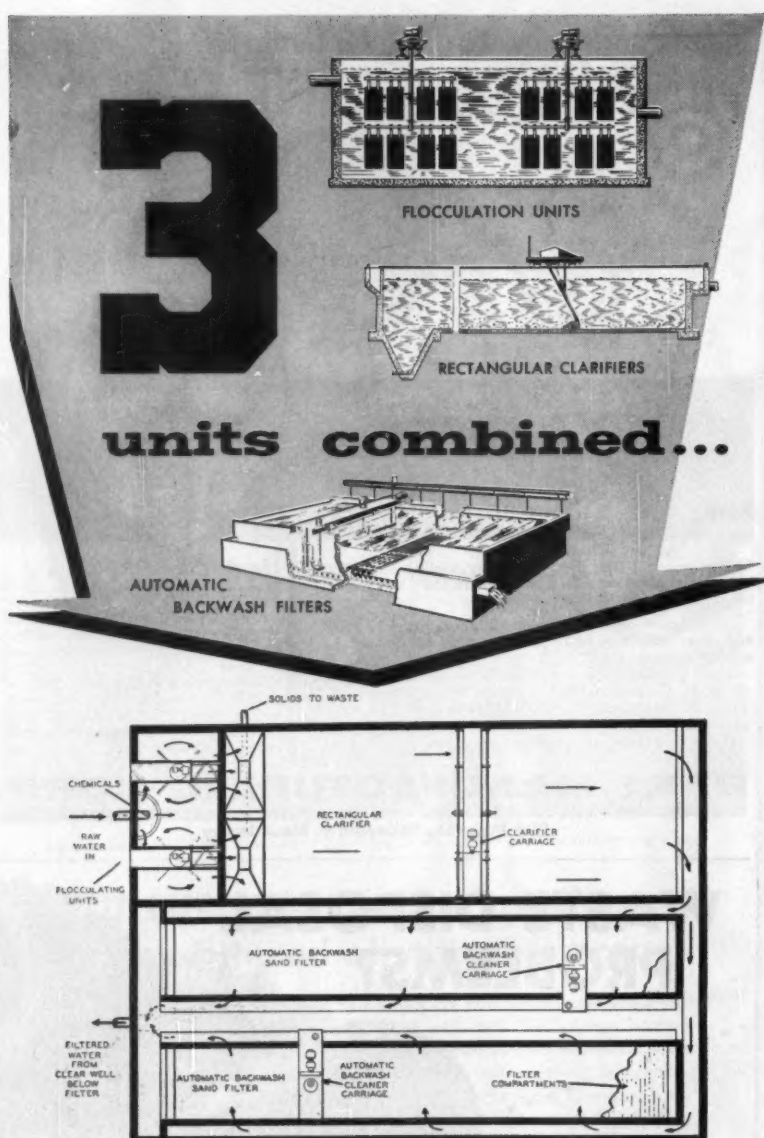 3
FLOCCULATION UNITS
RECTANGULAR CLARIFIERS
units combined...
AUTOMATIC
BACKWASH FILTERS
SOLIDS TO WASTE
CHEMICALS
RAW
WATER
IN
FLOCCULATING
UNITS
RECTANGULAR
CLARIFIER
CLARIFIER
CARRIAGE
AUTOMATIC BACKWASH
SAND FILTER
AUTOMATIC
BACKWASH
CLEANER
CARRIAGE
FILTERED
WATER
FROM
CLEAR WELL
BELOW
FILTER
AUTOMATIC BACKWASH
SAND FILTER
AUTOMATIC
BACKWASH
CLEANER
CARRIAGE
FILTER
COMPARTMENTS